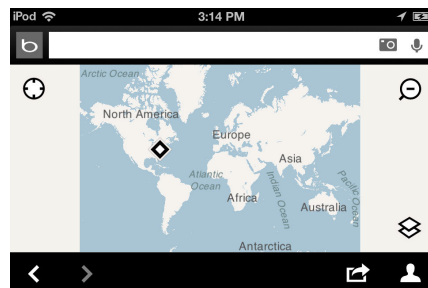 iPod 3:14 PM
b
Arctic Ocean
North America
Europe
Asia
Atlantic
Ocean
Africa
Indian Ocean
Pacific Ocean
Australia
Antarctica